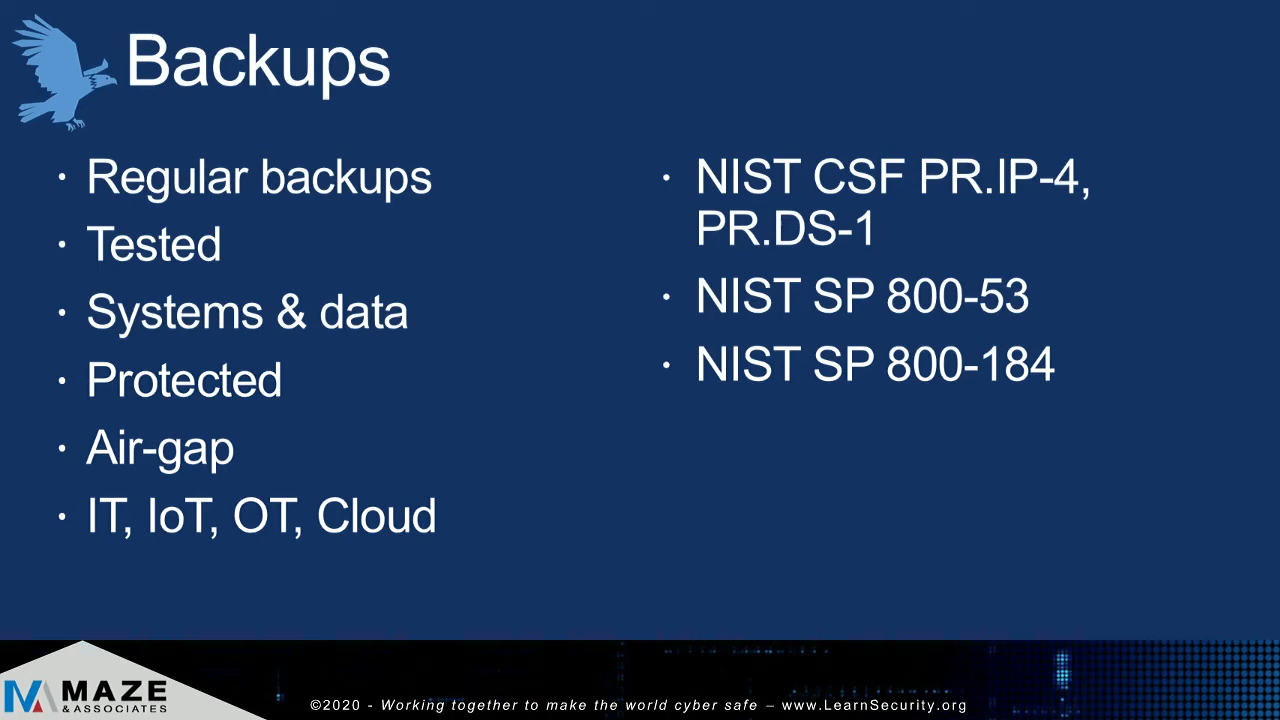 Backups
· Regular backups
· Tested
· Systems & data
· Protected
· Air-gap
· IT, IoT, OT, Cloud
· NIST CSF PR.IP-4,
PR.DS-1
· NIST SP 800-53
· NIST SP 800-184
MAZE
& ASSOCIATES
©2020 - Working together to make the world cyber safe – www.LearnSecurity.org